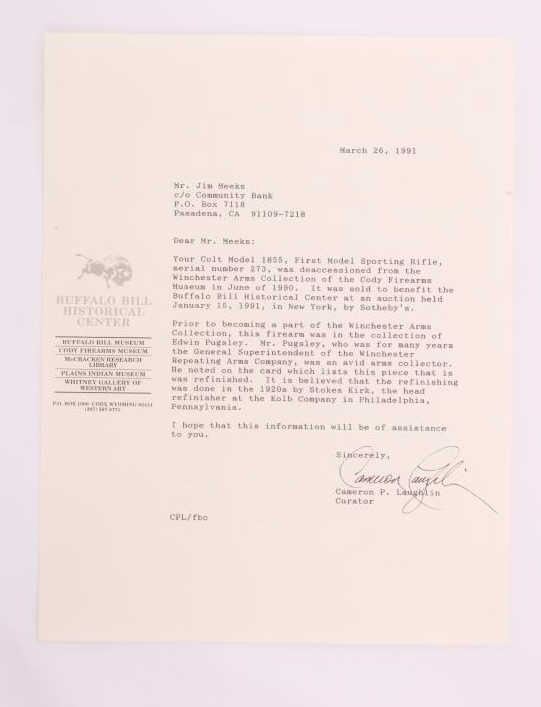 March 26, 1991
Mr. Jim Meeks
c/o Community Bank
P.O. Box 7118
Pasadena, CA 91109-7218
Dear Mr. Meeks:
Your Colt Model 1855, First Model Sporting Rifle,
serial number 273, was deaccessioned from the
Winchester Arms Collection of the Cody Firearms
Museum in June of 1990. It was sold to benefit the
Buffalo Bill Historical Center at an auction held
January 15, 1991, in New York, by Sotheby's.
Prior to becoming a part of the Winchester Arms
Collection, this firearm was in the collection of
Edwin Pugsley. Mr. Pugsley, who was for many years
the General Superintendent of the Winchester
Repeating Arms Company, was an avid arms collector.
He noted on the card which lists this piece that is
was refinished. It is believed that the refinishing
was done in the 1920s by Stokes Kirk, the head
refinisher at the Kolb Company in Philadelphia,
Pennsylvania.
I hope that this information will be of assistance
to you.
Sincerely,
Cameron P. Laughlin
Curator
CPL/fbc
BUFFALO BILL
HISTORICAL
CENTER
BUFFALO BILL MUSEUM
CODY FIREARMS MUSEUM
McCRACKEN RESEARCH
LIBRARY
PLAINS INDIAN MUSEUM
WHITNEY GALLERY OF
WESTERN ART
P.O. BOX 1000 CODY, WYOMING 82414
(307) 587-4771